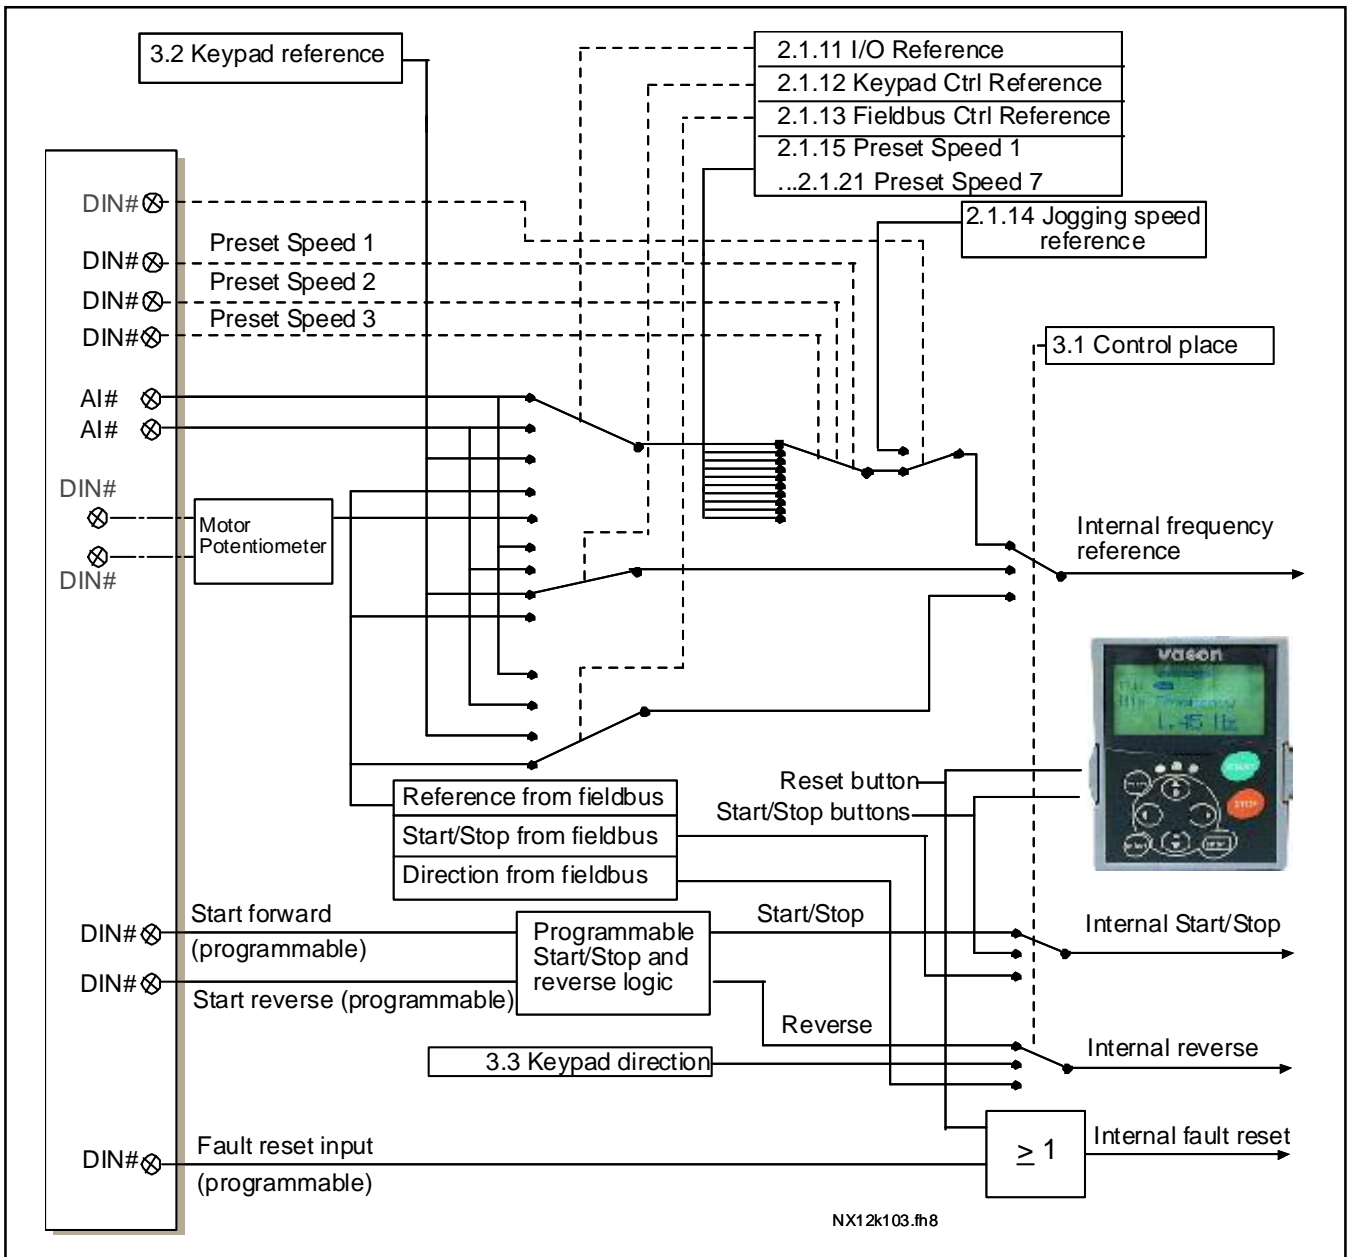 3.2 Keypad reference
2.1.11 I/O Reference
2.1.12 Keypad Ctrl Reference
2.1.13 Fieldbus Ctrl Reference
2.1.15 Preset Speed 1
...2.1.21 Preset Speed 7
2.1.14 Jogging speed
reference
DIN#
Preset Speed 1
DIN#
Preset Speed 2
DIN#
Preset Speed 3
DIN#
3.1 Control place
AI#
AI#
DIN#
Motor
Potentiometer
DIN#
Internal frequency
reference
vacon
1.45 Hz
START
STOP
Reset button
Start/Stop buttons
Reference from fieldbus
Start/Stop from fieldbus
Direction from fieldbus
DIN#
Start forward
(programmable)
DIN#
Start reverse (programmable)
Programmable
Start/Stop and
reverse logic
Start/Stop
Internal Start/Stop
Reverse
3.3 Keypad direction
Internal reverse
DIN#
Fault reset input
(programmable)
≥ 1
Internal fault reset
NX12k103.fh8